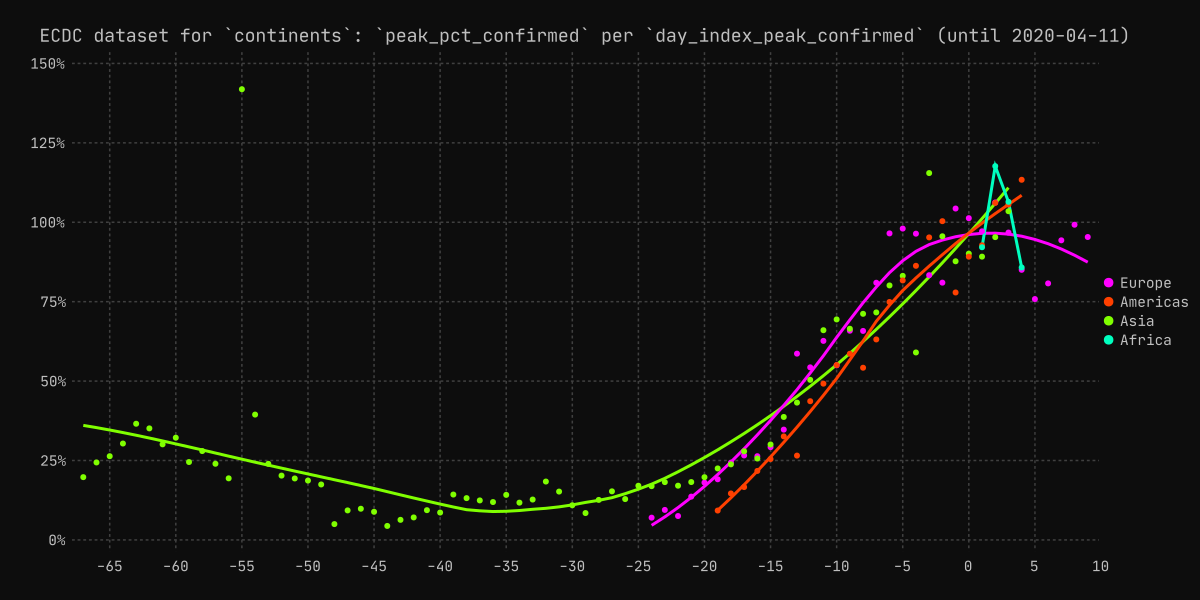 ECDC dataset for `continents`: `peak_pct_confirmed` per `day_index_peak_confirmed` (until 2020-04-11)
150%
125%
100%
75%
50%
25%
0%
Europe
Americas
Asia
Africa
-65 -60 -55 -50 -45 -40 -35 -30 -25 -20 -15 -10 -5 0 5 10